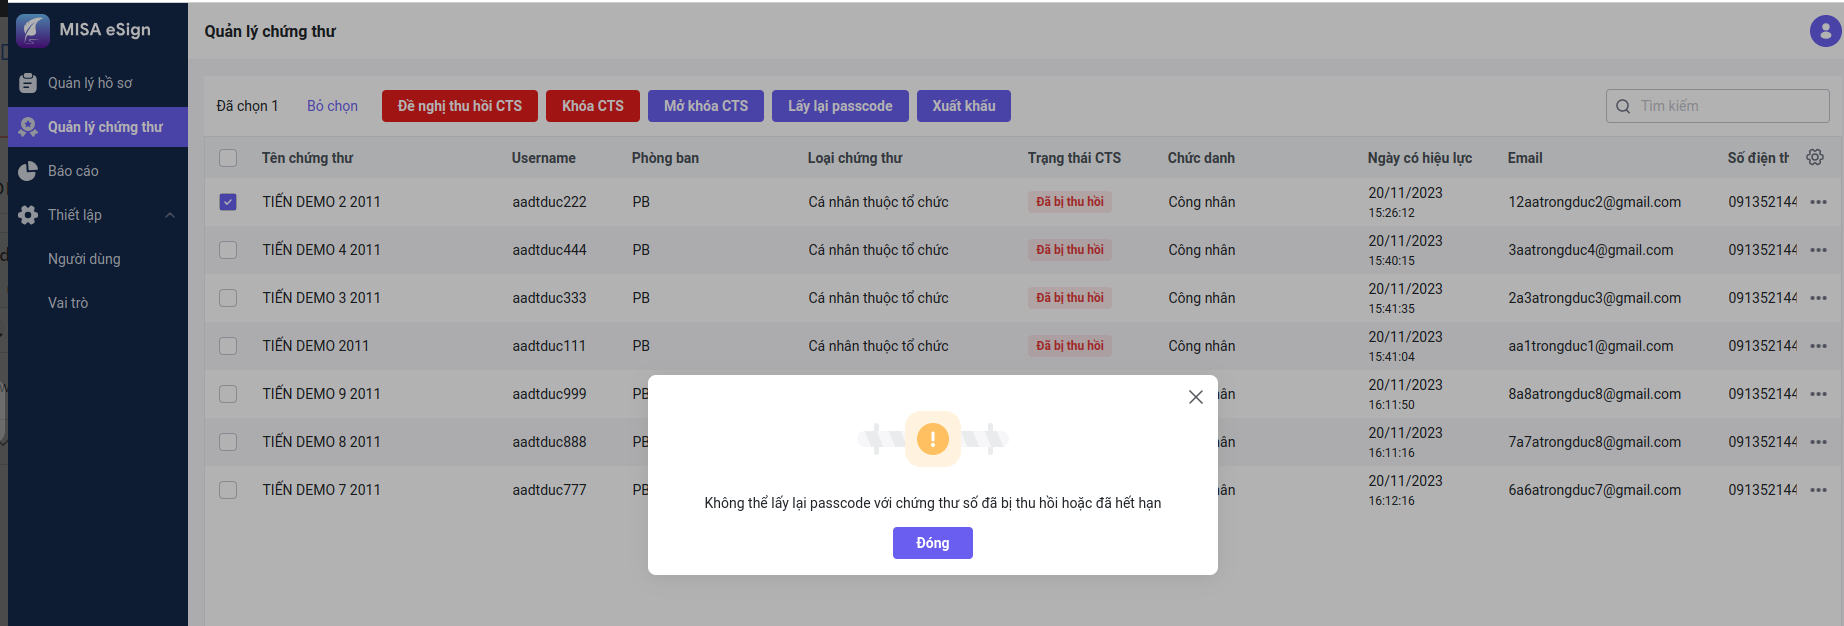 MISA eSign
Quản lý chứng thư
Quản lý hồ sơ
Quản lý chứng thư
Báo cáo
Thiết lập
Người dùng
Vai trò
Đã chọn 1 Bỏ chọn Đề nghị thu hồi CTS Khóa CTS Mở khóa CTS Lấy lại passcode Xuất khẩu Tìm kiếm
Tên chứng thư Username Phòng ban Loại chứng thư Trạng thái CTS Chức danh Ngày có hiệu lực Email Số điện
TIẾN DEMO 2 2011 aadtduc222 PB Cá nhân thuộc tổ chức Đã bị thu hồi Công nhân 20/11/2023 12aatrongduc2@gmail.com 091352144
15:26:12
TIẾN DEMO 4 2011 aadtduc444 PB Cá nhân thuộc tổ chức Đã bị thu hồi Công nhân 20/11/2023 3aatrongduc4@gmail.com 091352144
15:40:15
TIẾN DEMO 3 2011 aadtduc333 PB Cá nhân thuộc tổ chức Đã bị thu hồi Công nhân 20/11/2023 2a3atrongduc3@gmail.com 091352144
15:41:35
TIẾN DEMO 2011 aadtduc111 PB Cá nhân thuộc tổ chức Đã bị thu hồi Công nhân 20/11/2023 aa1trongduc1@gmail.com 091352144
15:41:04
TIẾN DEMO 9 2011 aadtduc999 PB 20/11/2023 8a8atrongduc8@gmail.com 091352144
16:11:50
TIẾN DEMO 8 2011 aadtduc888 PB 20/11/2023 7a7atrongduc8@gmail.com 091352144
16:11:16
TIẾN DEMO 7 2011 aadtduc777 PB 20/11/2023 6a6atrongduc7@gmail.com 091352144
16:12:16
Không thể lấy lại passcode với chứng thư số đã bị thu hồi hoặc đã hết hạn
Đóng